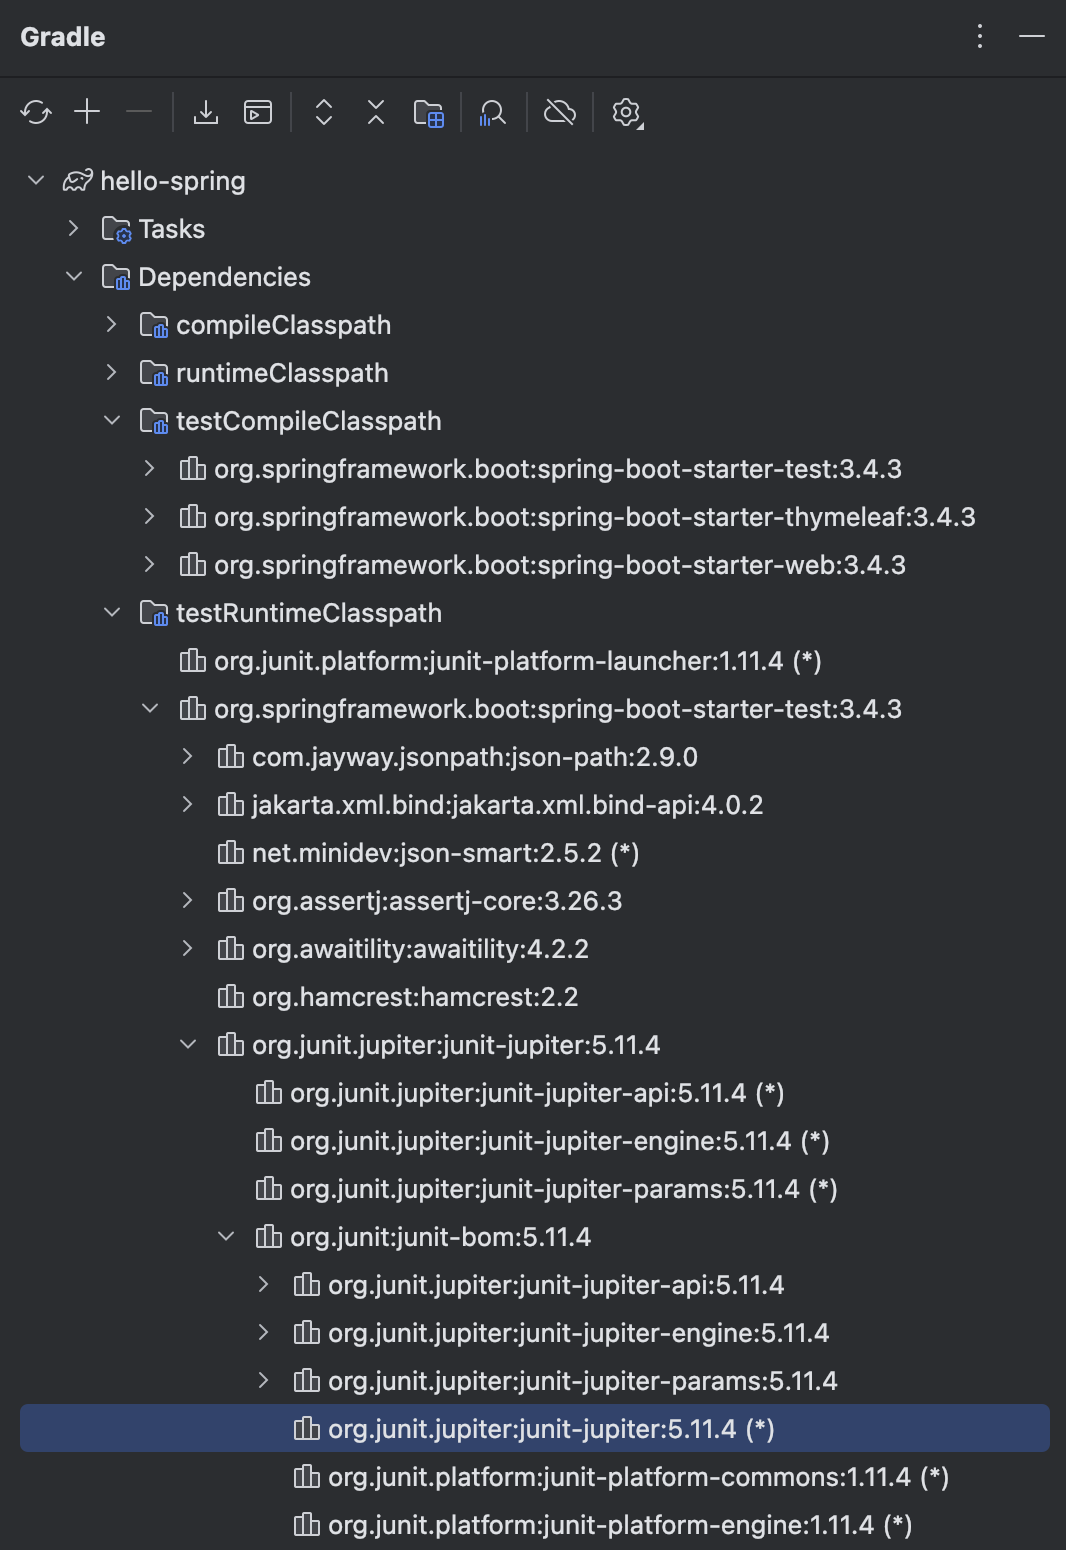 Gradle
hello-spring
Tasks
Dependencies
compileClasspath
runtimeClasspath
testCompileClasspath
org.springframework.boot:spring-boot-starter-test:3.4.3
org.springframework.boot:spring-boot-starter-thymeleaf:3.4.3
org.springframework.boot:spring-boot-starter-web:3.4.3
testRuntimeClasspath
org.junit.platform:junit-platform-launcher:1.11.4 (*)
org.springframework.boot:spring-boot-starter-test:3.4.3
com.jayway.jsonpath:json-path:2.9.0
jakarta.xml.bind:jakarta.xml.bind-api:4.0.2
net.minidev:json-smart:2.5.2 (*)
org.assertj:assertj-core:3.26.3
org.awaitility:awaitility:4.2.2
org.hamcrest:hamcrest:2.2
org.junit.jupiter:junit-jupiter:5.11.4
org.junit.jupiter:junit-jupiter-api:5.11.4 (*)
org.junit.jupiter:junit-jupiter-engine:5.11.4 (*)
org.junit.jupiter:junit-jupiter-params:5.11.4 (*)
org.junit:junit-bom:5.11.4
org.junit.jupiter:junit-jupiter-api:5.11.4
org.junit.jupiter:junit-jupiter-engine:5.11.4
org.junit.jupiter:junit-jupiter-params:5.11.4
org.junit.jupiter:junit-jupiter:5.11.4 (*)
org.junit.platform:junit-platform-commons:1.11.4 (*)
org.junit.platform:junit-platform-engine:1.11.4 (*)